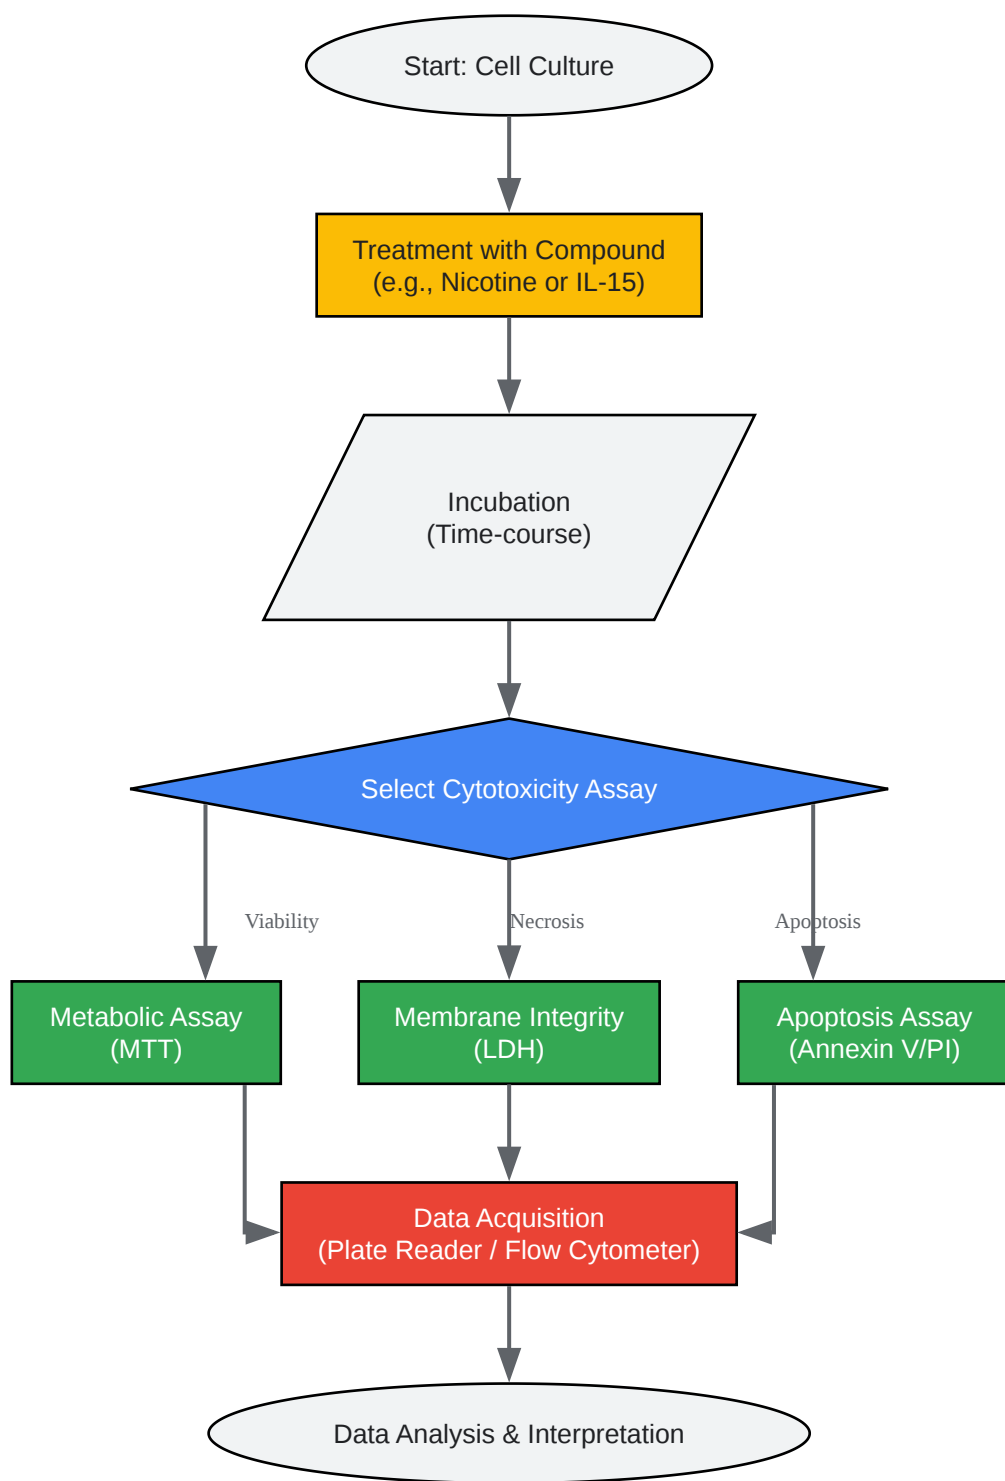 Start: Cell Culture
Treatment with Compound
(e.g., Nicotine or IL-15)
Incubation
(Time-course)
Select Cytotoxicity Assay
Viability
Necrosis
Apoptosis
Metabolic Assay
(MTT)
Membrane Integrity
(LDH)
Apoptosis Assay
(Annexin V/PI)
Data Acquisition
(Plate Reader / Flow Cytometer)
Data Analysis & Interpretation